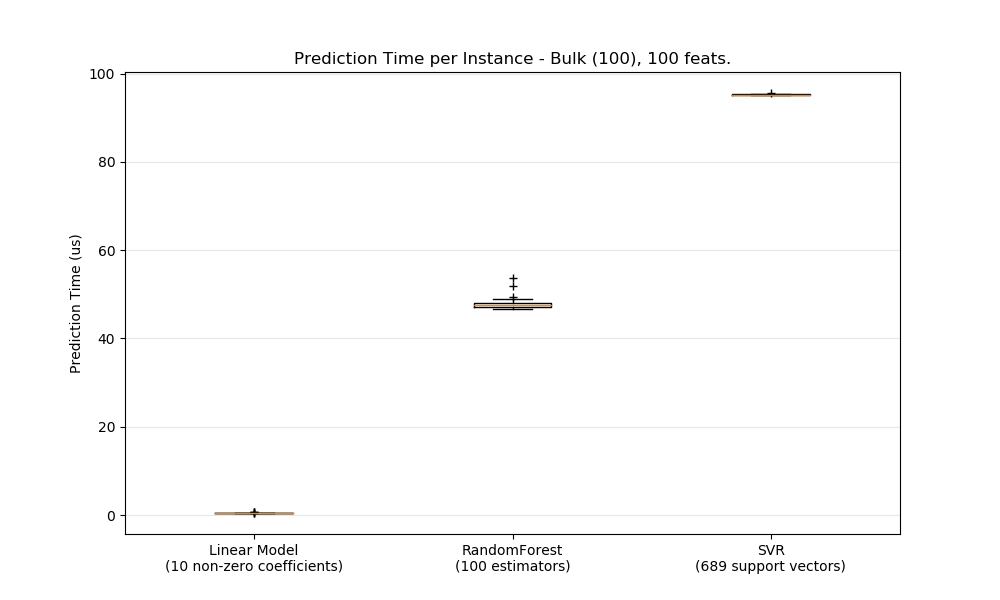 Prediction Time per Instance - Bulk (100), 100 feats.
100
80
60
40
20
0
Prediction Time (us)
Linear Model
(10 non-zero coefficients)
RandomForest
(100 estimators)
SVR
(689 support vectors)